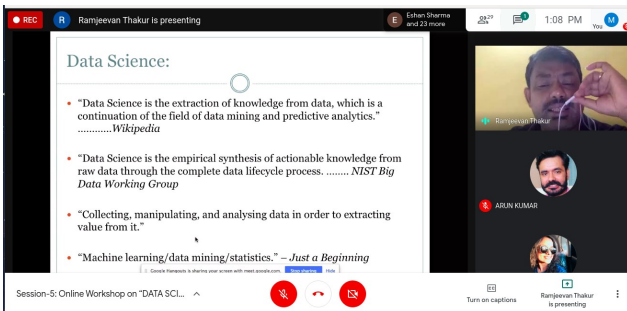 REC
R
Ramjeevan Thakur is presenting
E
Eshan Sharma
and 23 more
29
1
1:08 PM
You
M
Data Science:
• “Data Science is the extraction of knowledge from data, which is a
continuation of the field of data mining and predictive analytics.”
............Wikipedia
• “Data Science is the empirical synthesis of actionable knowledge from
raw data through the complete data lifecycle process. ........ NIST Big
Data Working Group
• “Collecting, manipulating, and analysing data in order to extracting
value from it.”
• “Machine learning/data mining/statistics.” – Just a Beginning
Google Hangouts is sharing your screen with meet.google.com.
Stop sharing
Hide
Ramjeevan Thakur
ARUN KUMAR
Session-5: Online Workshop on “DATA SCI...
Turn on captions
Ramjeevan Thakur
is presenting